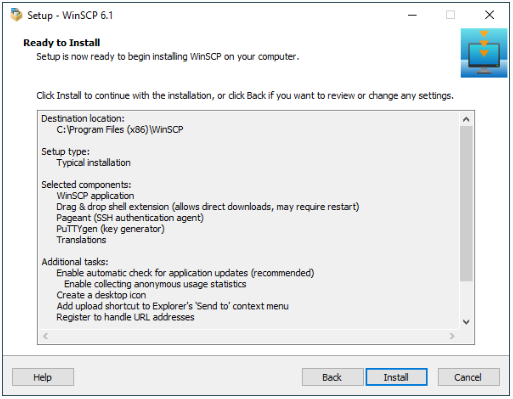 Setup - WinSCP 6.1
Ready to Install
Setup is now ready to begin installing WinSCP on your computer.
Click Install to continue with the installation, or click Back if you want to review or change any settings.
Destination location:
C:\Program Files (x86)\WinSCP
Setup type:
Typical installation
Selected components:
WinSCP application
Drag & drop shell extension (allows direct downloads, may require restart)
Pageant (SSH authentication agent)
PuTTYgen (key generator)
Translations
Additional tasks:
Enable automatic check for application updates (recommended)
Enable collecting anonymous usage statistics
Create a desktop icon
Add upload shortcut to Explorer's 'Send to' context menu
Register to handle URL addresses
Help
Back
Install
Cancel